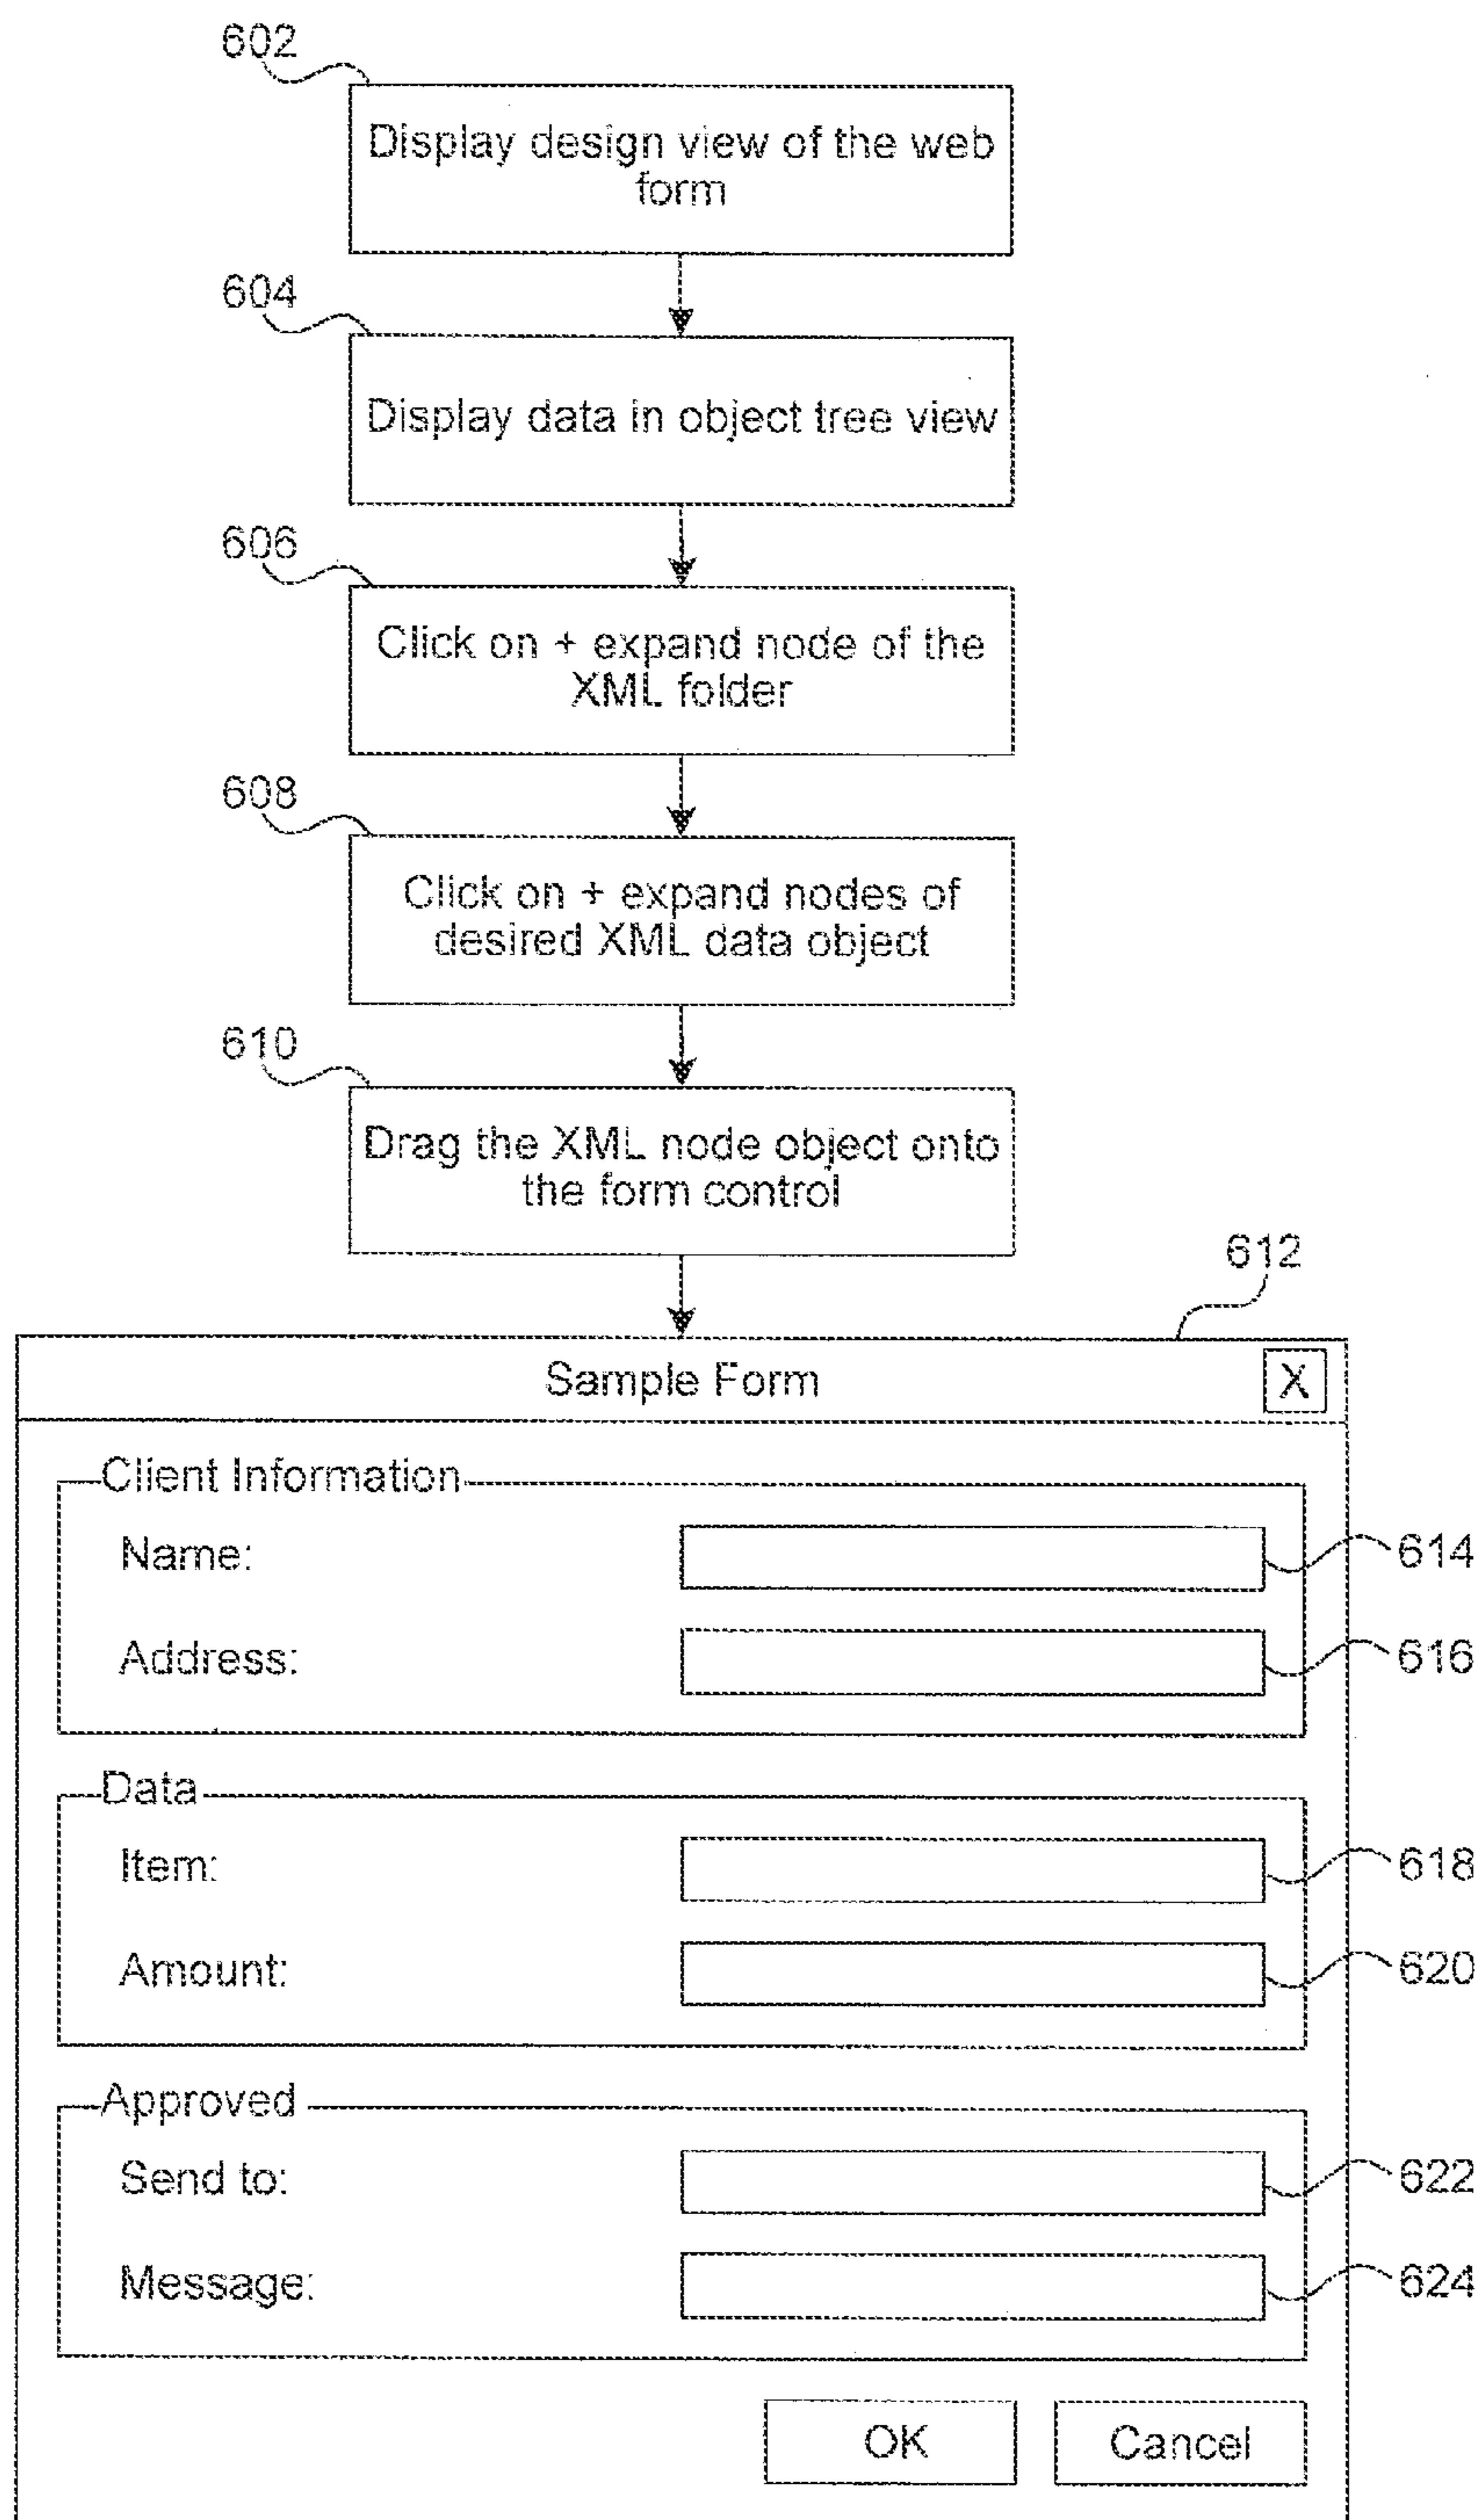 602
Display design view of the web
form
604
Display data in object tree view
606
Click on + expand node of the
XML folder
608
Click on + expand nodes of
desired XML data object
610
Drag the XML node object onto
the form control
612
Sample Form X
Client Information
Name: 614
Address: 616
Data
Item: 618
Amount: 620
Approved
Send to: 622
Message: 624
OK Cancel